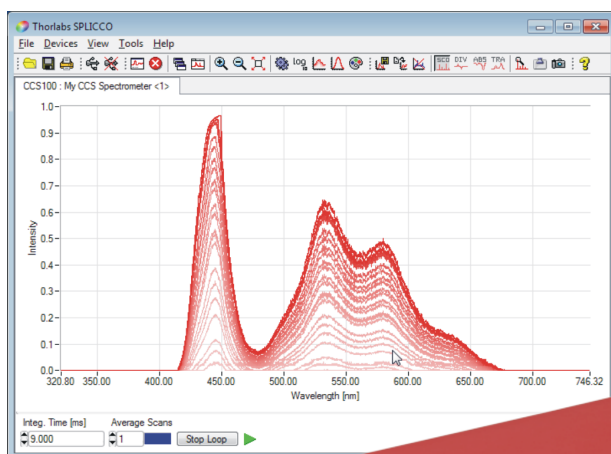 Thorlabs SPLICCO
File Devices View Tools Help
log 10 SCO DIV ABS TRA ?
CCS100 : My CCS Spectrometer <1>
1.0
0.9
0.8
0.7
0.6
0.5
0.4
0.3
0.2
0.1
0.0
Intensity
320.80 350.00 400.00 450.00 500.00 550.00 600.00 650.00 700.00 746.32
Wavelength [nm]
Integ. Time [ms] Average Scans
9.000 1 Stop Loop